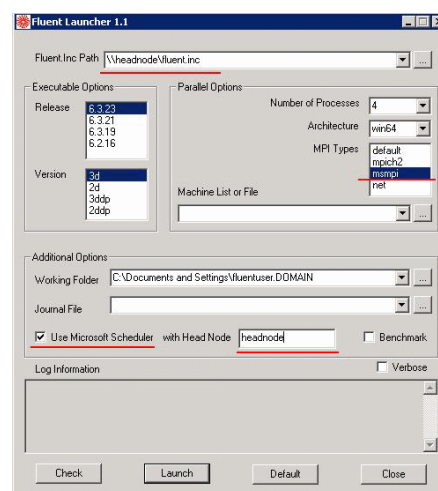 Fluent Launcher 1.1
Fluent.Inc Path \\headnode\fluent.inc ...
Executable Options
Release
6.3.23
6.3.21
6.3.19
6.2.16
Version
3d
2d
3ddp
2ddp
Parallel Options
Number of Processes 4
Architecture win64
MPI Types
default
mpich2
msmpi
net
Machine List or File
...
Additional Options
Working Folder C:\Documents and Settings\fluentuser.DOMAIN ...
Journal File ...
Use Microsoft Scheduler with Head Node headnode Benchmark
Log Information Verbose
Check Launch Default Close